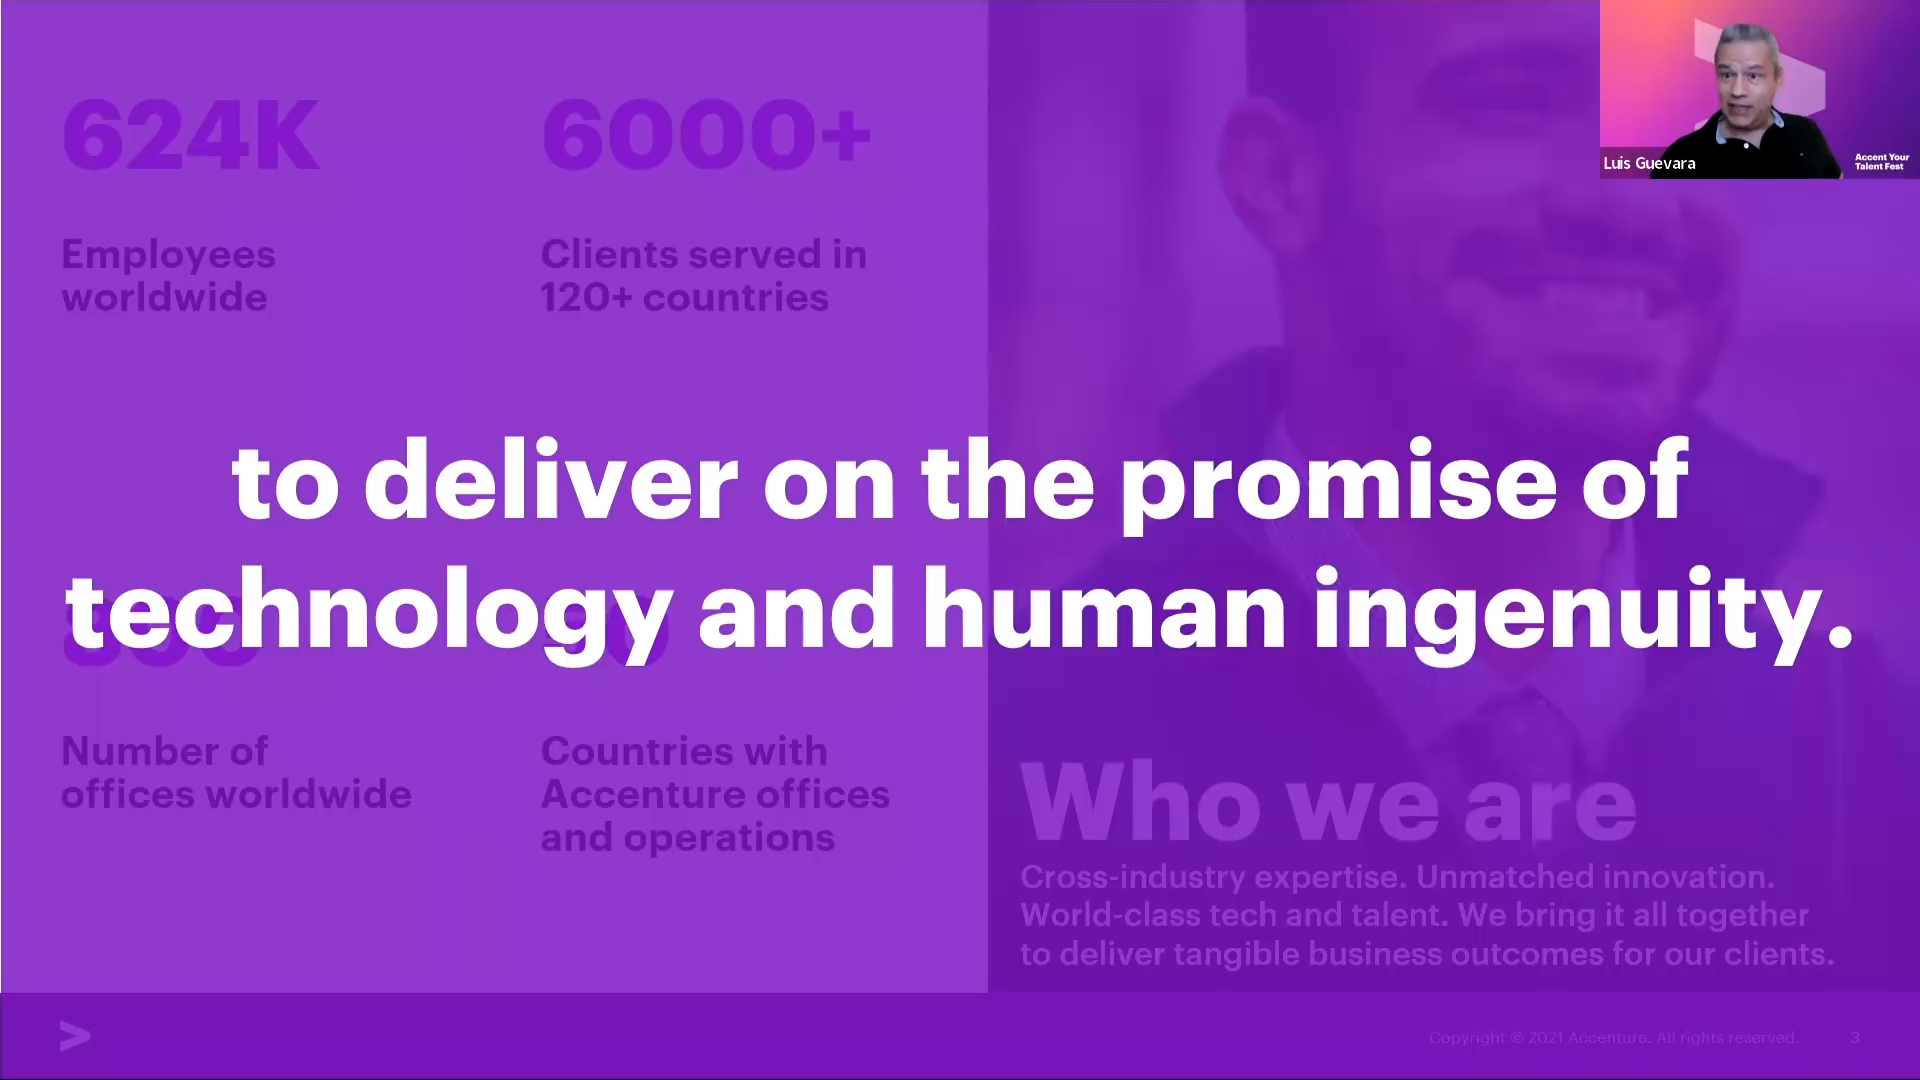 624K
6000+
Luis Guevara
Accent Your
Talent Fest
Employees
worldwide
Clients served in
120+ countries
to deliver on the promise of
technology and human ingenuity.
Number of
offices worldwide
Countries with
Accenture offices
and operations
Who we are
Cross-industry expertise. Unmatched innovation.
World-class tech and talent. We bring it all together
to deliver tangible business outcomes for our clients.
>
Copyright © 2021 Accenture. All rights reserved.
3